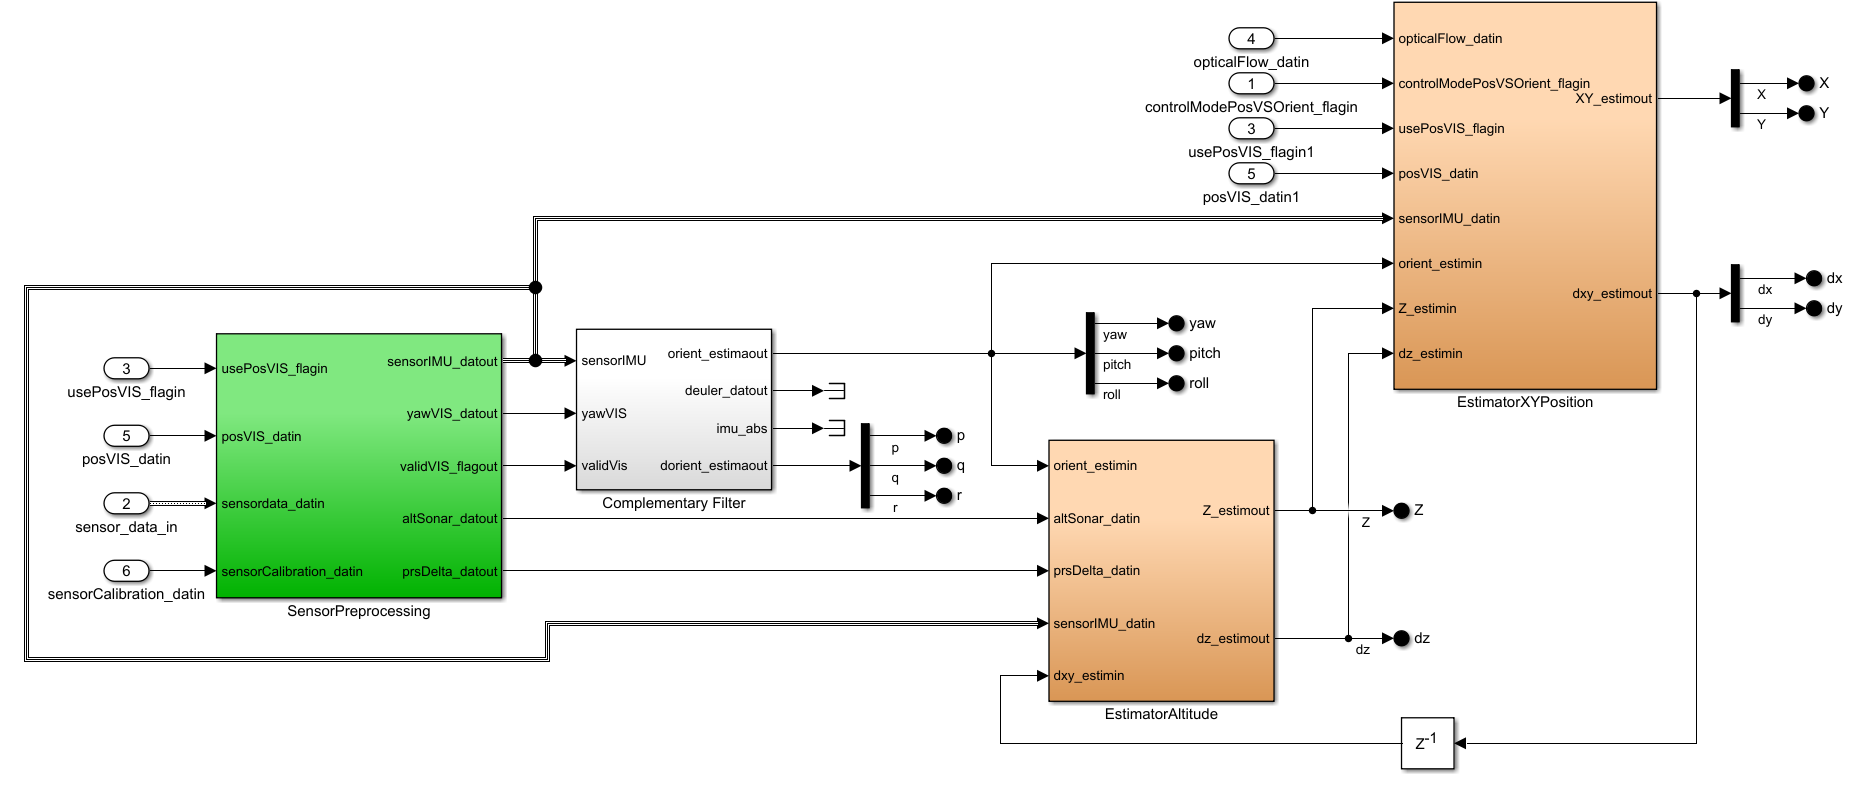 4
opticalFlow_datin
1
controlModePosVSOrient_flagin
3
usePosVIS_flagin1
5
posVIS_datin1
opticalFlow_datin
controlModePosVSOrient_flagin
usePosVIS_flagin
posVIS_datin
sensorIMU_datin
orient_estimin
Z_estimin
dz_estimin
XY_estimout
dxy_estimout
EstimatorXYPosition
X
Y
X
Y
dx
dy
dx
dy
3
usePosVIS_flagin
5
posVIS_datin
2
sensor_data_in
6
sensorCalibration_datin
usePosVIS_flagin
posVIS_datin
sensordata_datin
sensorCalibration_datin
sensorIMU_datout
yawVIS_datout
validVIS_flagout
altSonar_datout
prsDelta_datout
SensorPreprocessing
sensorIMU
yawVIS
validVis
orient_estimaout
deuler_datout
imu_abs
dorient_estimaout
Complementary Filter
p
q
r
p
q
r
yaw
pitch
roll
yaw
pitch
roll
orient_estimin
altSonar_datin
prsDelta_datin
sensorIMU_datin
dxy_estimin
Z_estimout
dz_estimout
EstimatorAltitude
Z
Z
dz
dz
Z-1